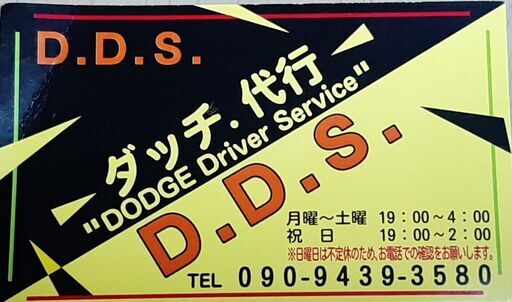 D.D.S.
ダッチ.代行
"DODGE Driver Service"
D.D.S.
月曜～土曜 19:00～4:00
祝 日 19:00～2:00
※日曜日は不定休のため、お電話での確認をお願いします。
TEL 090-9439-3580